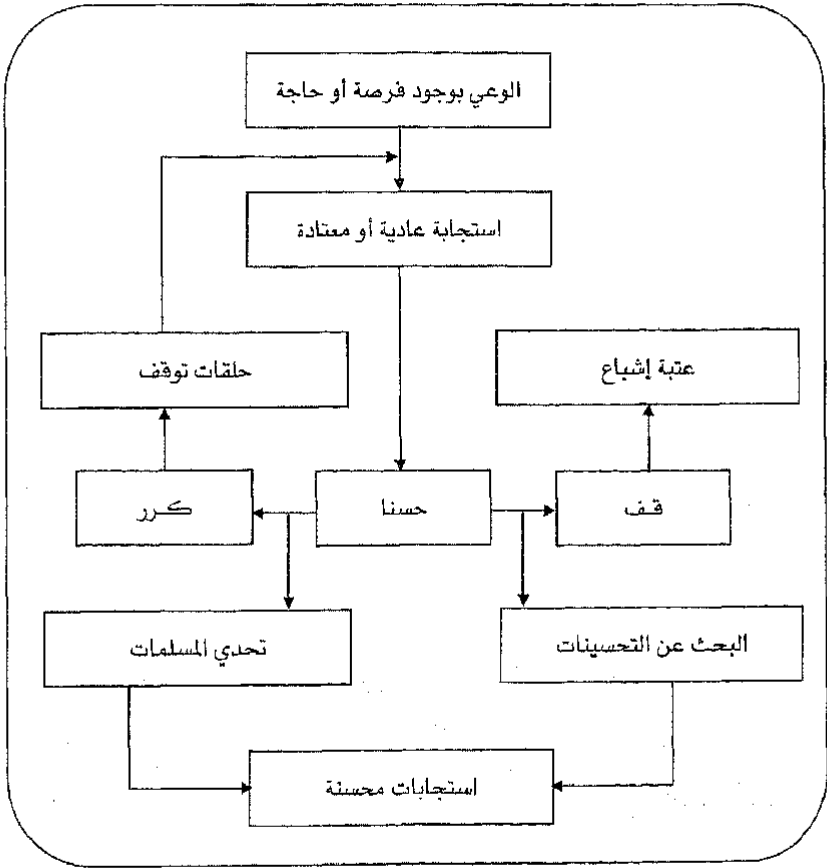 الوعي بوجود فرصة أو حاجة
استجابة عادية أو معتادة
عتبة إشباع
حلقات توقف
قف
حسنا
كرر
البحث عن التحسينات
تحدي المسلمات
استجابات محسنة